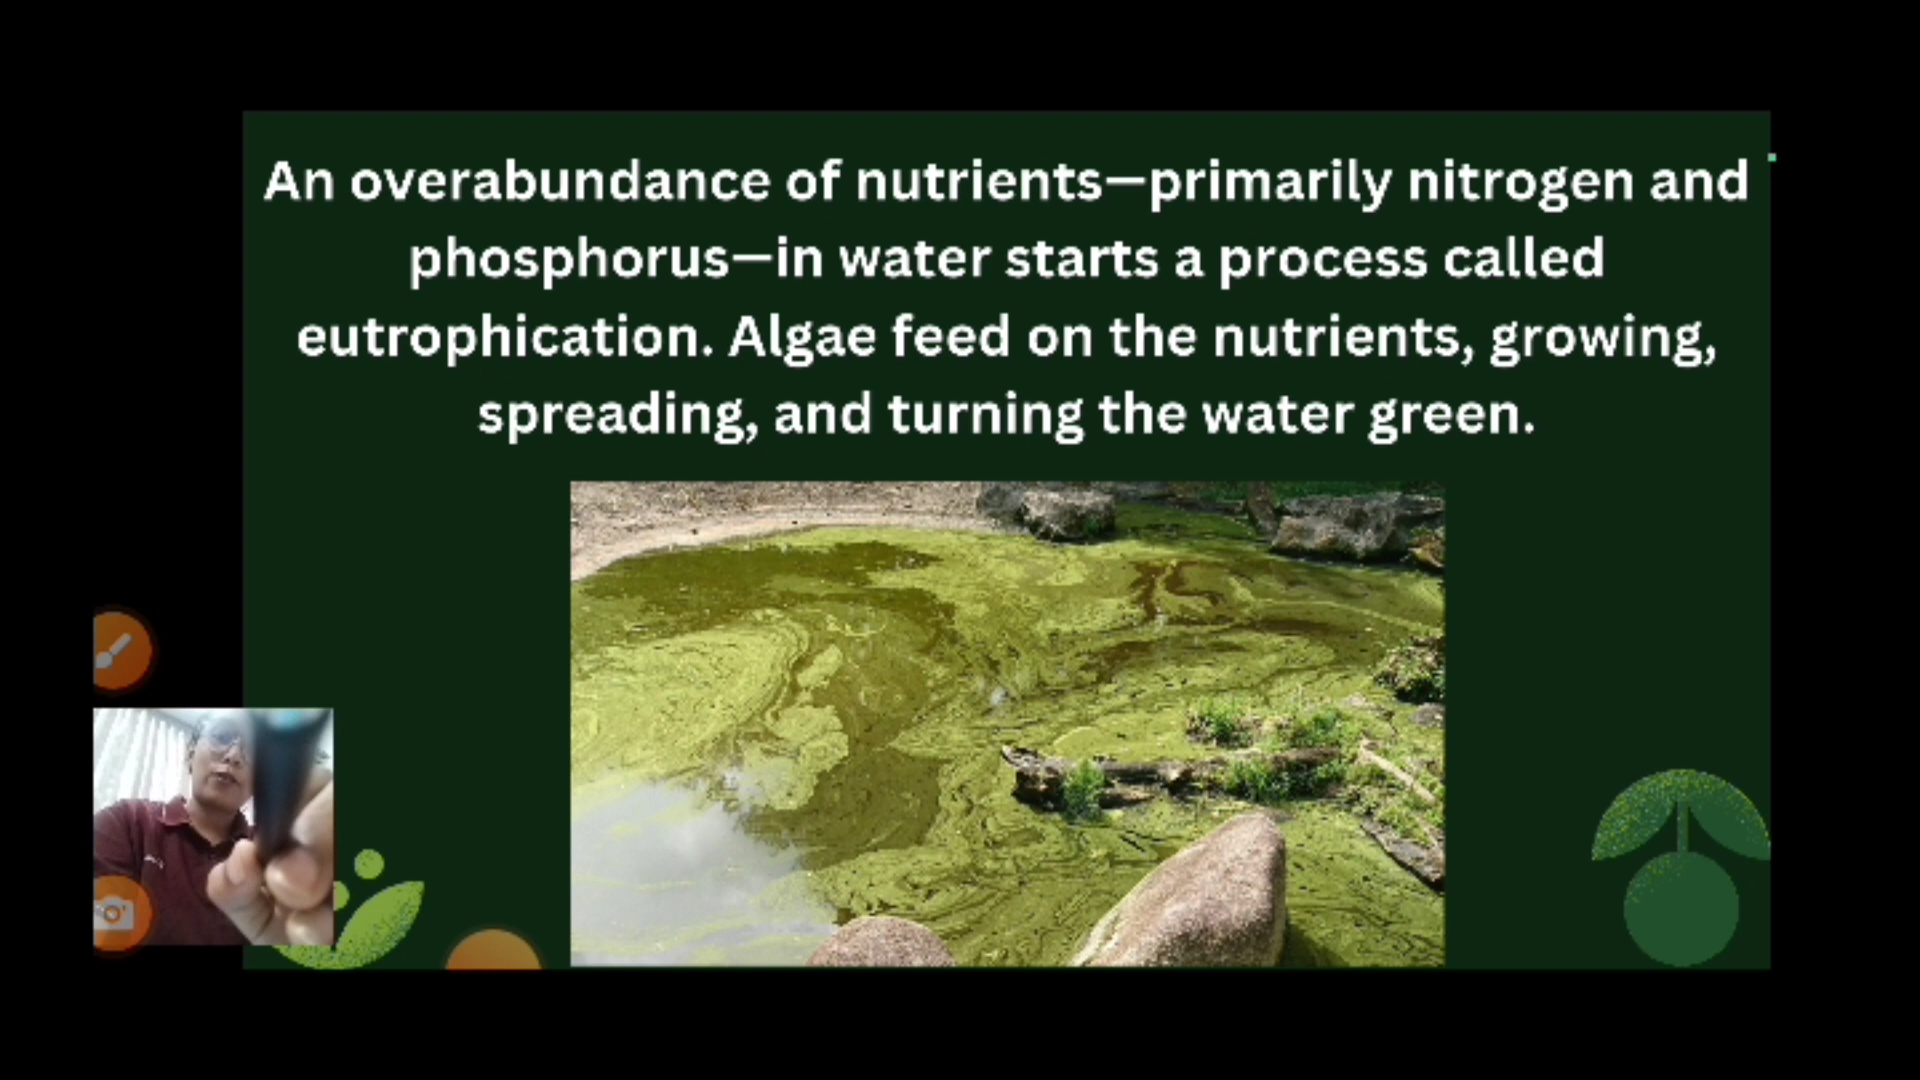 An overabundance of nutrients—primarily nitrogen and
phosphorus—in water starts a process called
eutrophication. Algae feed on the nutrients, growing,
spreading, and turning the water green.